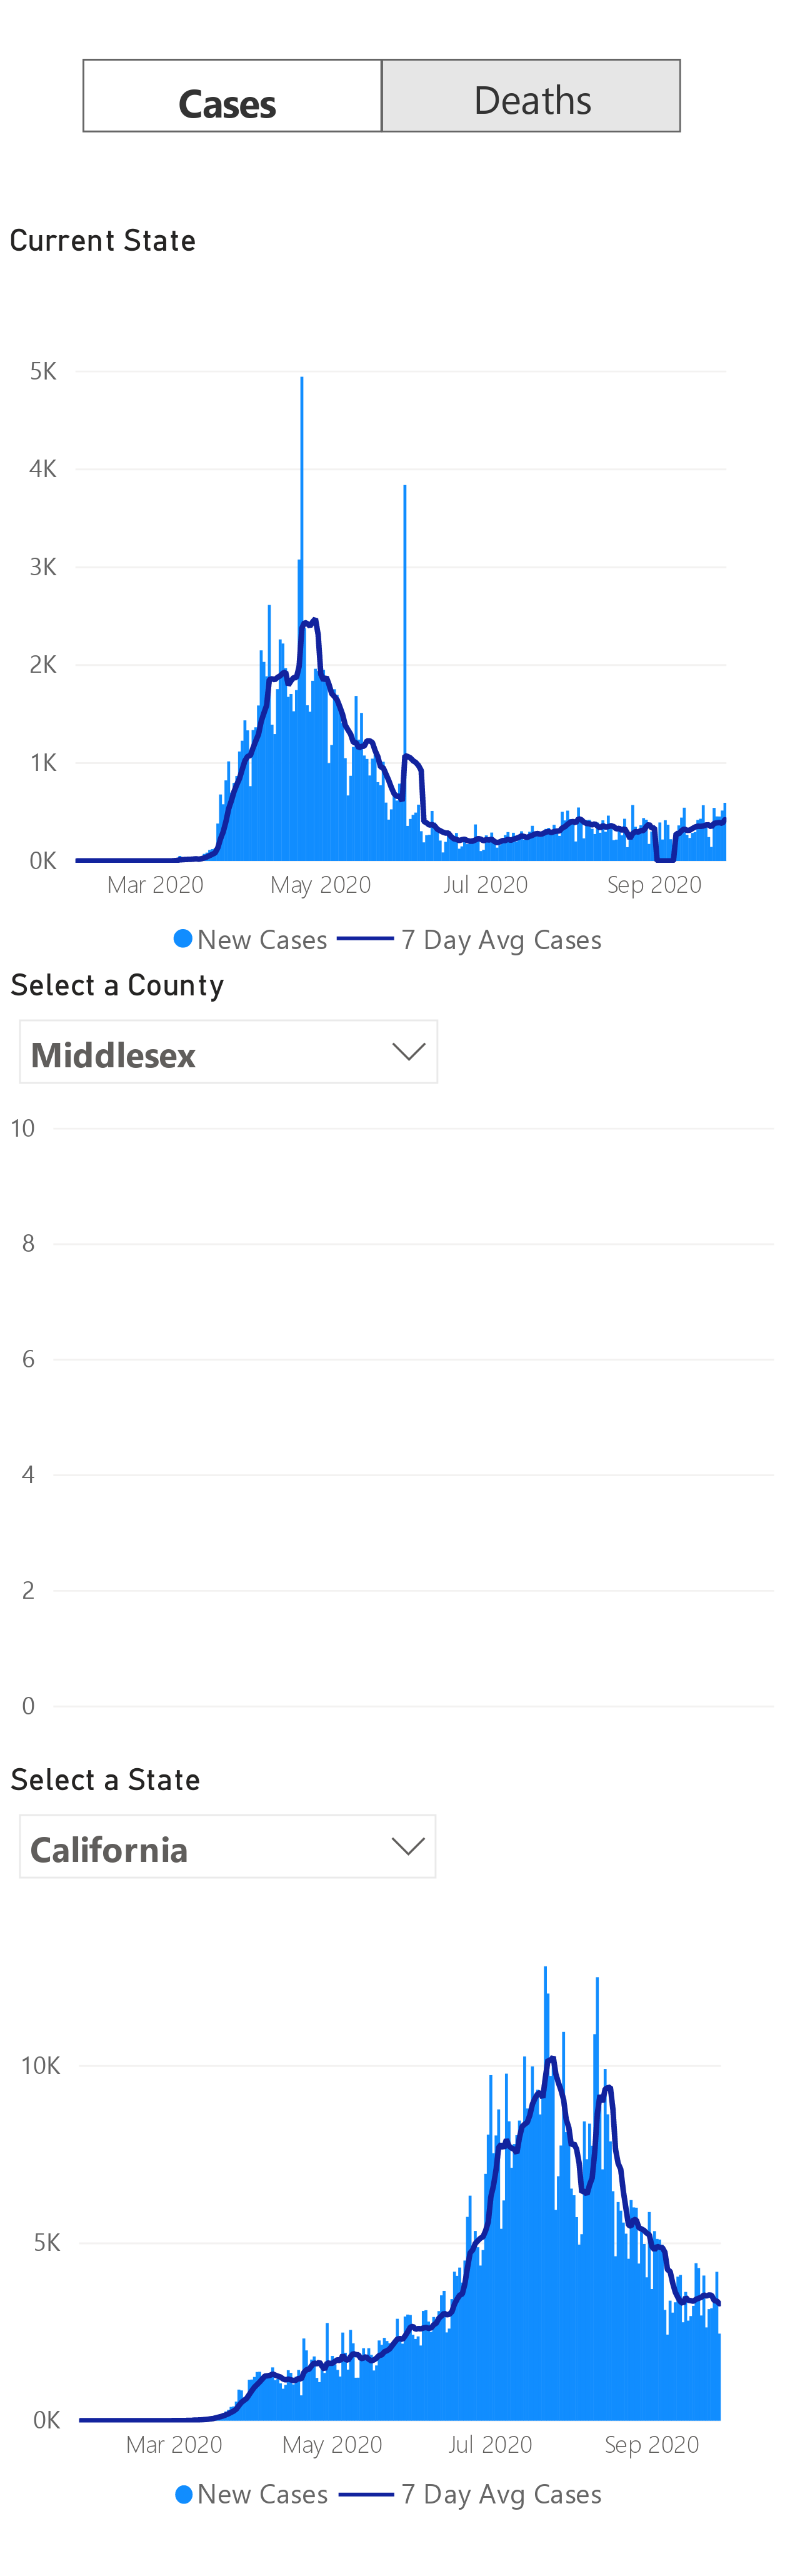 Cases Deaths
Current State
5K
4K
3K
2K
1K
0K
Mar 2020 May 2020 Jul 2020 Sep 2020
New Cases 7 Day Avg Cases
Select a County
Middlesex
10
8
6
4
2
0
Select a State
California
10K
5K
0K
Mar 2020 May 2020 Jul 2020 Sep 2020
New Cases 7 Day Avg Cases